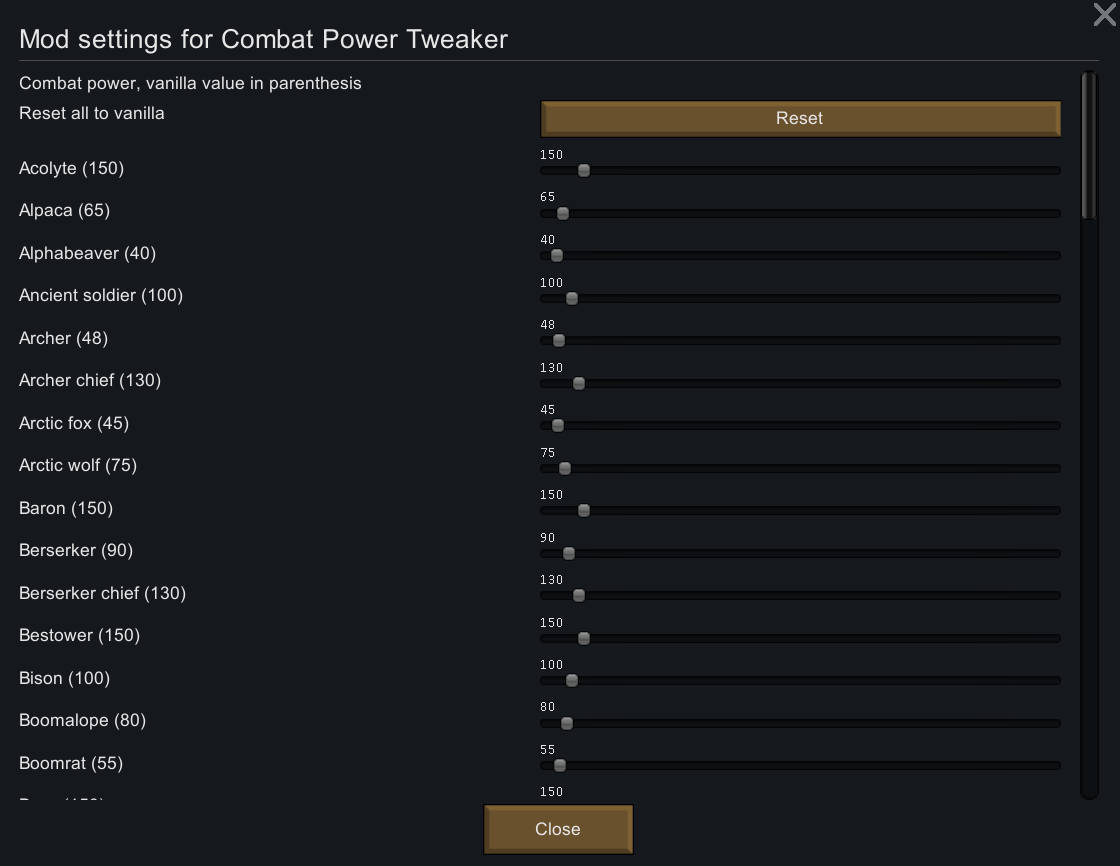 Mod settings for Combat Power Tweaker
Combat power, vanilla value in parenthesis
Reset all to vanilla
Reset
Acolyte (150)
150
Alpaca (65)
65
Alphabeaver (40)
40
Ancient soldier (100)
100
Archer (48)
48
Archer chief (130)
130
Arctic fox (45)
45
Arctic wolf (75)
75
Baron (150)
150
Berserker (90)
90
Berserker chief (130)
130
Bestower (150)
150
Bison (100)
100
Boomalope (80)
80
Boomrat (55)
55
150
Close